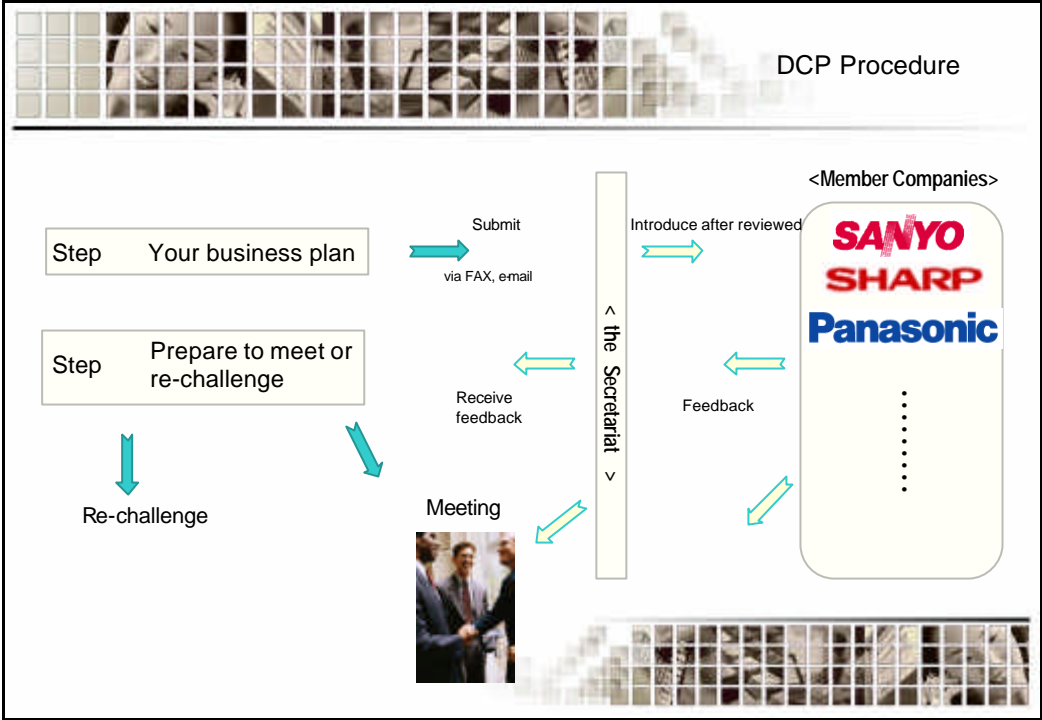 DCP Procedure
<Member Companies>
Step Your business plan
Submit
via FAX, e-mail
Introduce after reviewed
SANYO
SHARP
Panasonic
< the Secretariat >
Step Prepare to meet or
re-challenge
Receive
feedback
Feedback
Re-challenge
Meeting